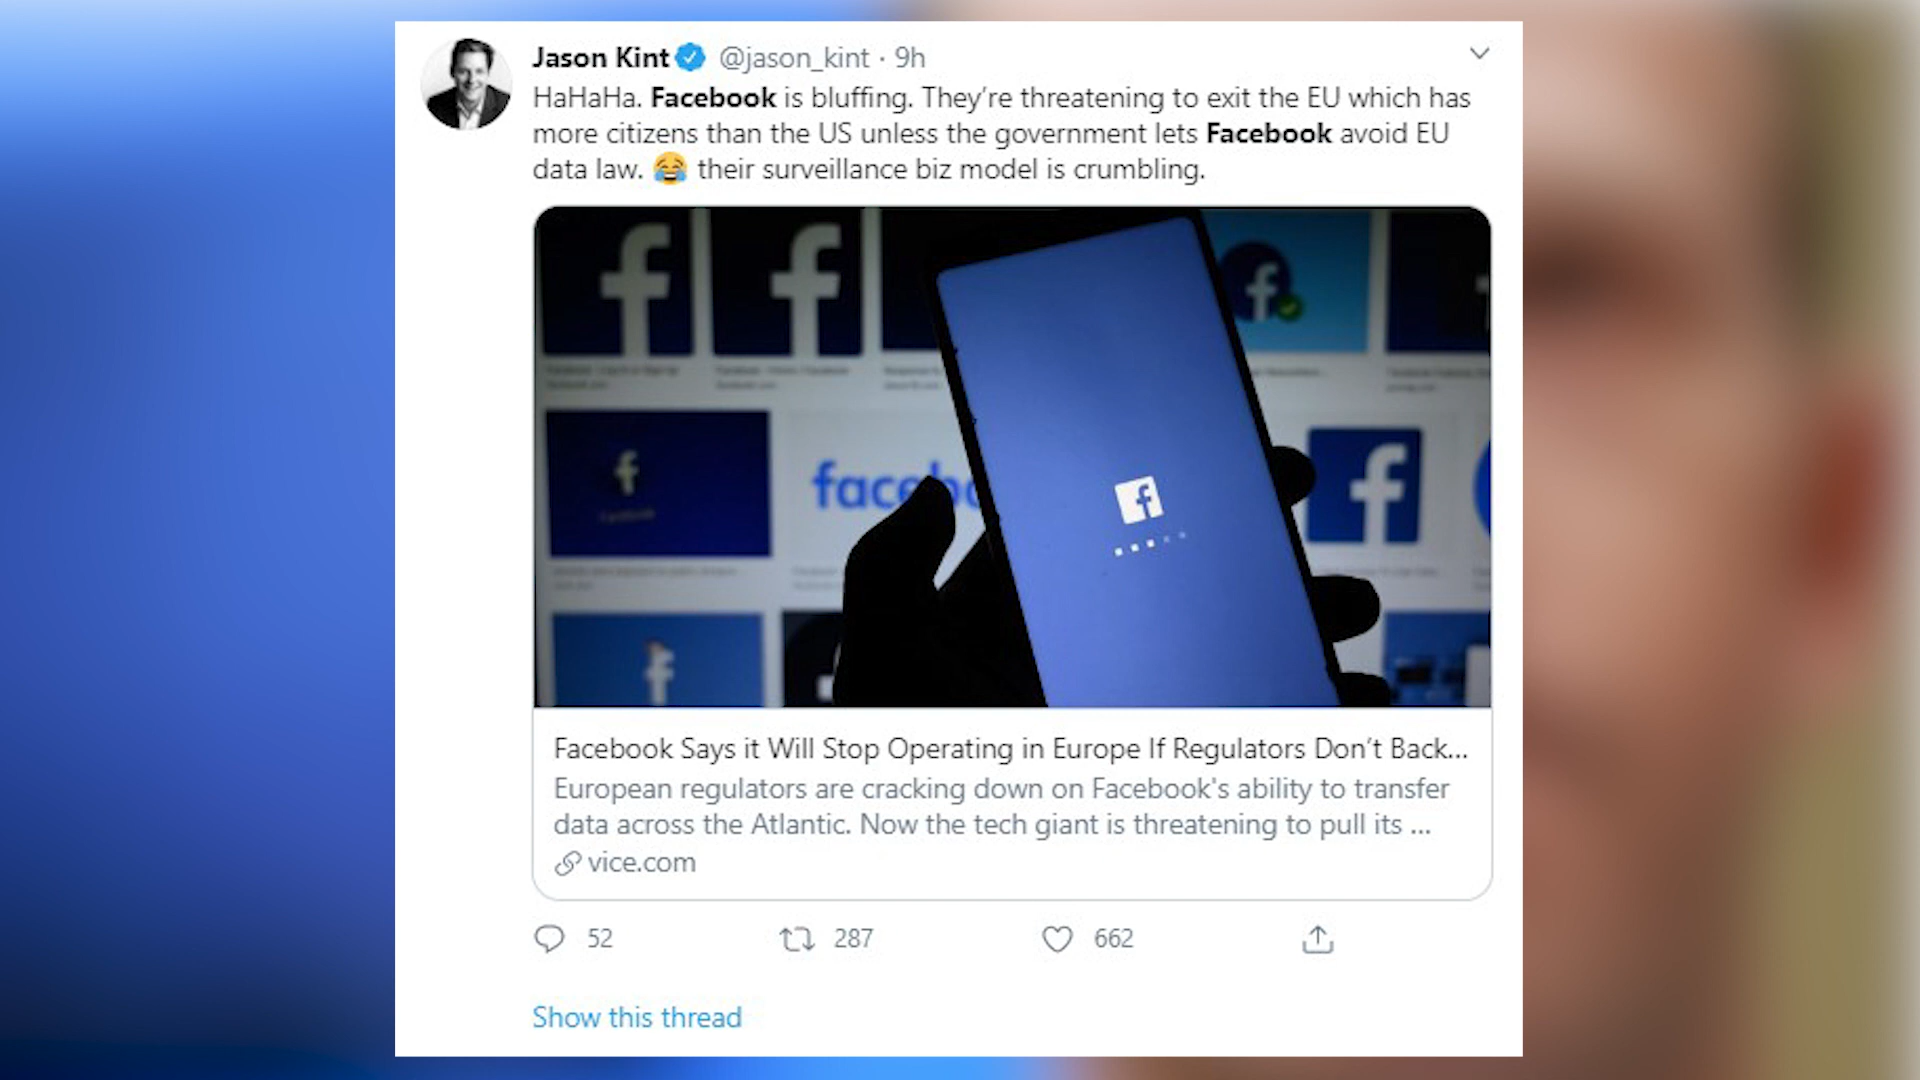 Jason Kint @jason_kint · 9h
HaHaHa. Facebook is bluffing. They're threatening to exit the EU which has
more citizens than the US unless the government lets Facebook avoid EU
data law. 😂 their surveillance biz model is crumbling.
facebo
Facebook Says it Will Stop Operating in Europe If Regulators Don't Back...
European regulators are cracking down on Facebook's ability to transfer
data across the Atlantic. Now the tech giant is threatening to pull its ...
vice.com
52 287 662
Show this thread